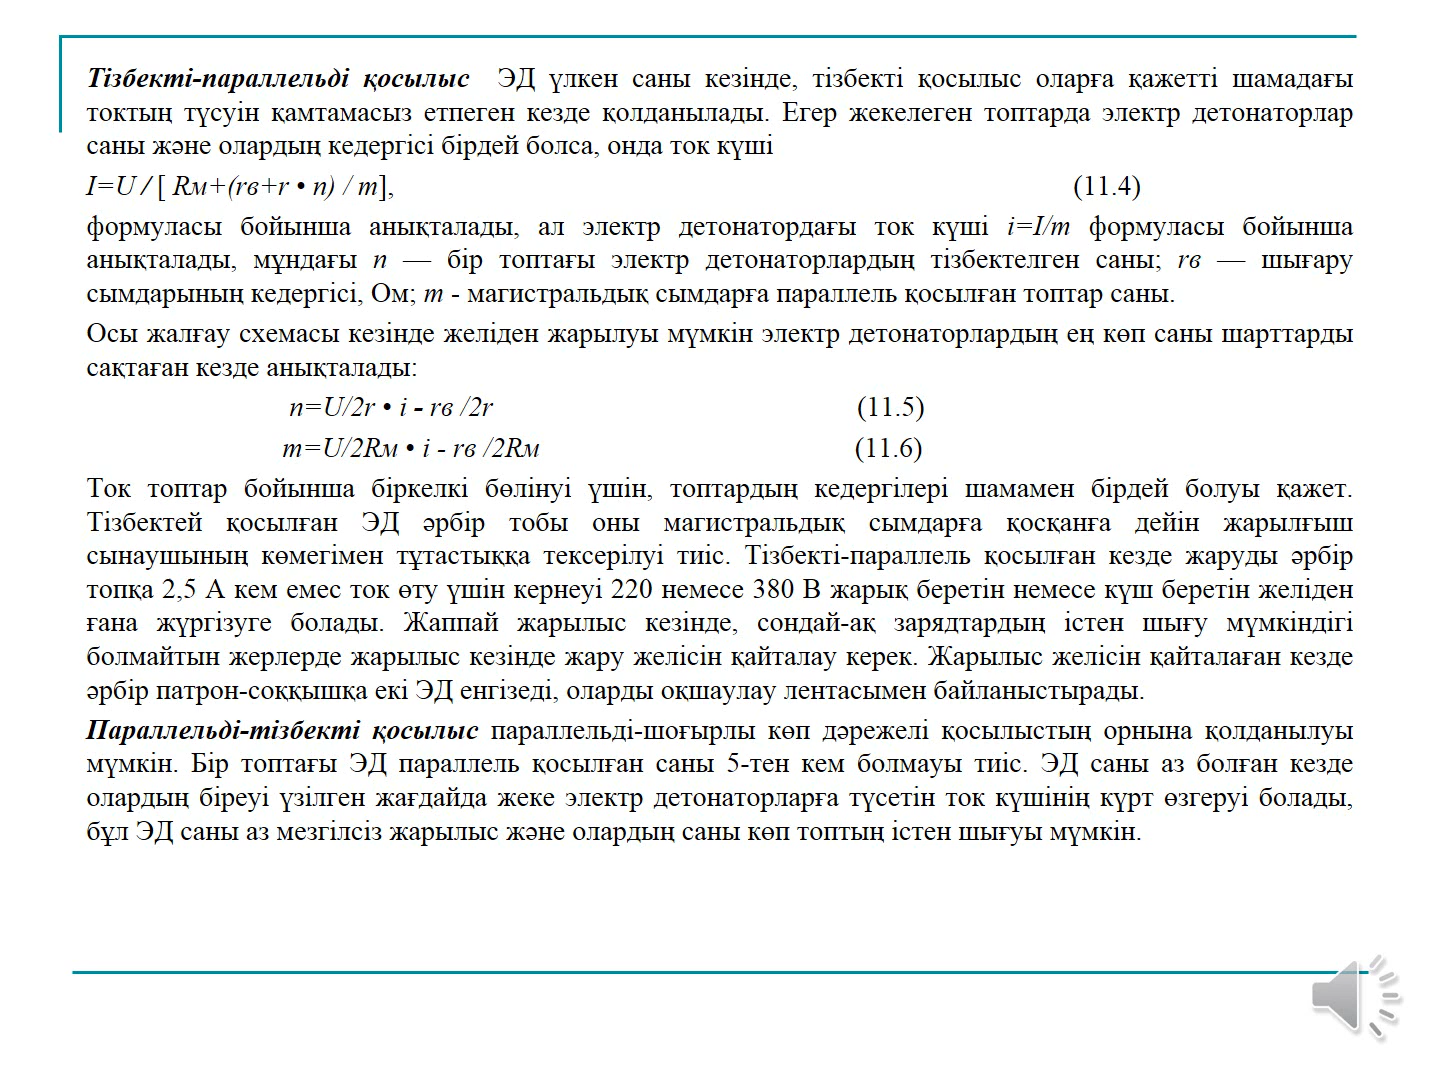 Тізбекті-параллельді қосылыс ЭД үлкен саны кезінде, тізбекті қосылыс оларға қажетті шамадағы
токтың түсуін қамтамасыз етпеген кезде қолданылады. Егер жекелеген топтарда электр детонаторлар
саны және олардың кедергісі бірдей болса, онда ток күші
I=U / [ Rм+(rв+r • n) / m], (11.4)
формуласы бойынша анықталады, ал электр детонатордағы ток күші i=I/m формуласы бойынша
анықталады, мұндағы n — бір топтағы электр детонаторлардың тізбектелген саны; rв — шығару
сымдарының кедергісі, Ом; m - магистральдық сымдарға параллель қосылған топтар саны.
Осы жалғау схемасы кезінде желіден жарылуы мүмкін электр детонаторлардың ең көп саны шарттарды
сақтаған кезде анықталады:
n=U/2r • i - rв /2r (11.5)
m=U/2Rм • i - rв /2Rм (11.6)
Ток топтар бойынша біркелкі бөлінуі үшін, топтардың кедергілері шамамен бірдей болуы қажет.
Тізбектей қосылған ЭД әрбір тобы оны магистральдық сымдарға қосқанға дейін жарылғыш
сынаушының көмегімен тұтастыққа тексерілуі тиіс. Тізбекті-параллель қосылған кезде жаруды әрбір
топқа 2,5 А кем емес ток өту үшін кернеуі 220 немесе 380 В жарық беретін немесе күш беретін желіден
ғана жүргізуге болады. Жаппай жарылыс кезінде, сондай-ақ зарядтардың істен шығу мүмкіндігі
болмайтын жерлерде жарылыс кезінде жару желісін қайталау керек. Жарылыс желісін қайталаған кезде
әрбір патрон-соққышқа екі ЭД енгізеді, оларды оқшаулау лентасымен байланыстырады.
Параллельді-тізбекті қосылыс параллельді-шоғырлы көп дәрежелі қосылыстың орнына қолданылуы
мүмкін. Бір топтағы ЭД параллель қосылған саны 5-тен кем болмауы тиіс. ЭД саны аз болған кезде
олардың біреуі үзілген жағдайда жеке электр детонаторларға түсетін ток күшінің күрт өзгеруі болады,
бұл ЭД саны аз мезгілсіз жарылыс және олардың саны көп топтың істен шығуы мүмкін.